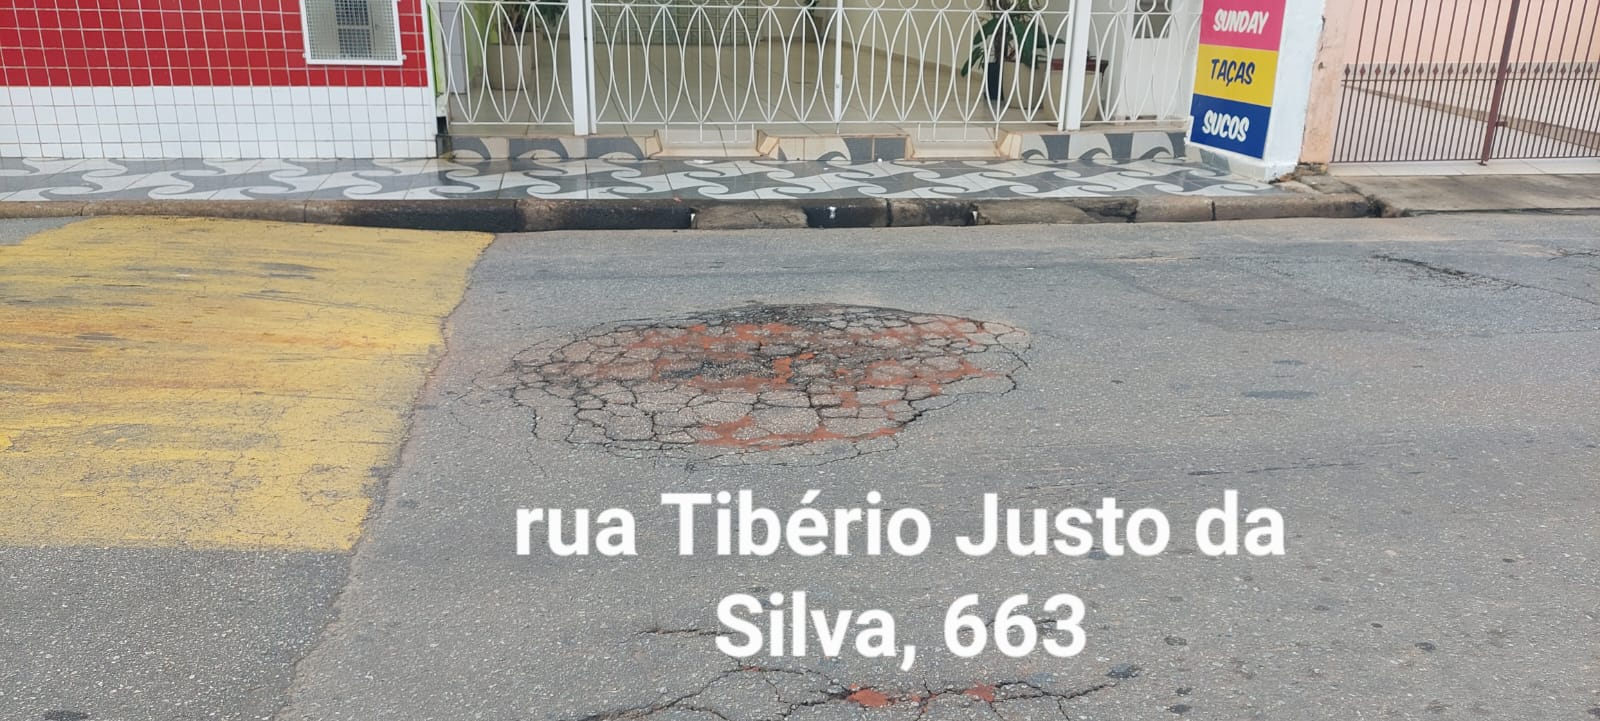 SUNDAY
TAÇAS
SUCOS
rua Tibério Justo da
Silva, 663